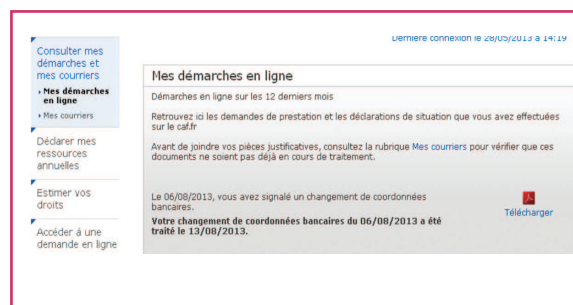 Dernière connexion le 28/05/2013 à 14:19
Consulter mes
démarches et
mes courriers
Mes démarches
en ligne
Mes courriers
Déclarer mes
ressources
annuelles
Estimer vos
droits
Accéder à une
demande en ligne
Mes démarches en ligne
Démarches en ligne sur les 12 derniers mois
Retrouvez ici les demandes de prestation et les déclarations de situation que vous avez effectuées
sur le caf.fr
Avant de joindre vos pièces justificatives, consultez la rubrique Mes courriers pour vérifier que ces
documents ne soient pas déjà en cours de traitement.
Le 06/08/2013, vous avez signalé un changement de coordonnées
bancaires.
Votre changement de coordonnées bancaires du 06/08/2013 a été
traité le 13/08/2013.
Télécharger